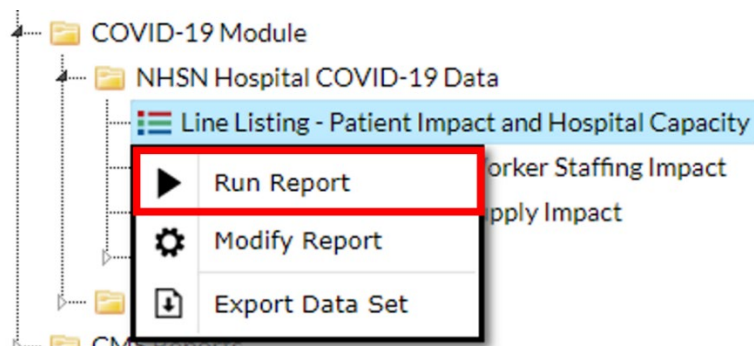 COVID-19 Module
NHSN Hospital COVID-19 Data
Line Listing - Patient Impact and Hospital Capacity
Run Report
orker Staffing Impact
pply Impact
Modify Report
Export Data Set